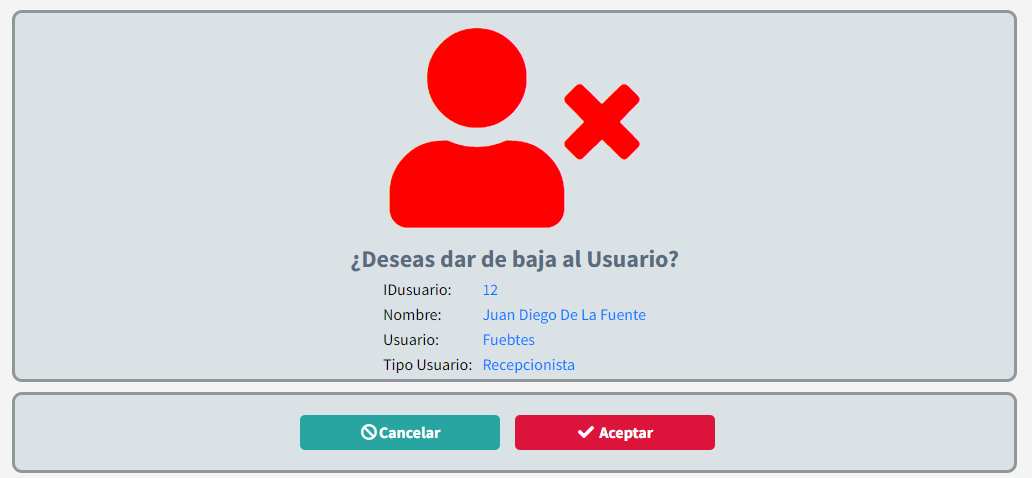 ¿Deseas dar de baja al Usuario?
IDusuario: 12
Nombre: Juan Diego De La Fuente
Usuario: Fuebtes
Tipo Usuario: Recepcionista
Cancelar Aceptar